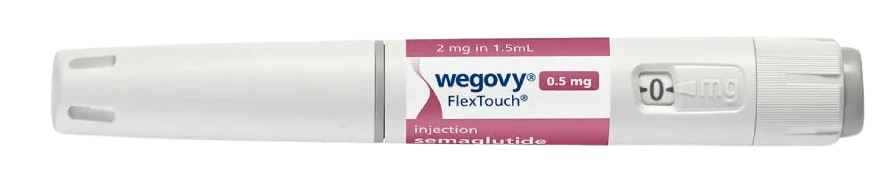 2 mg in 1.5mL
wegovy® 0.5 mg
FlexTouch®
injection
semaglutide
0 mg